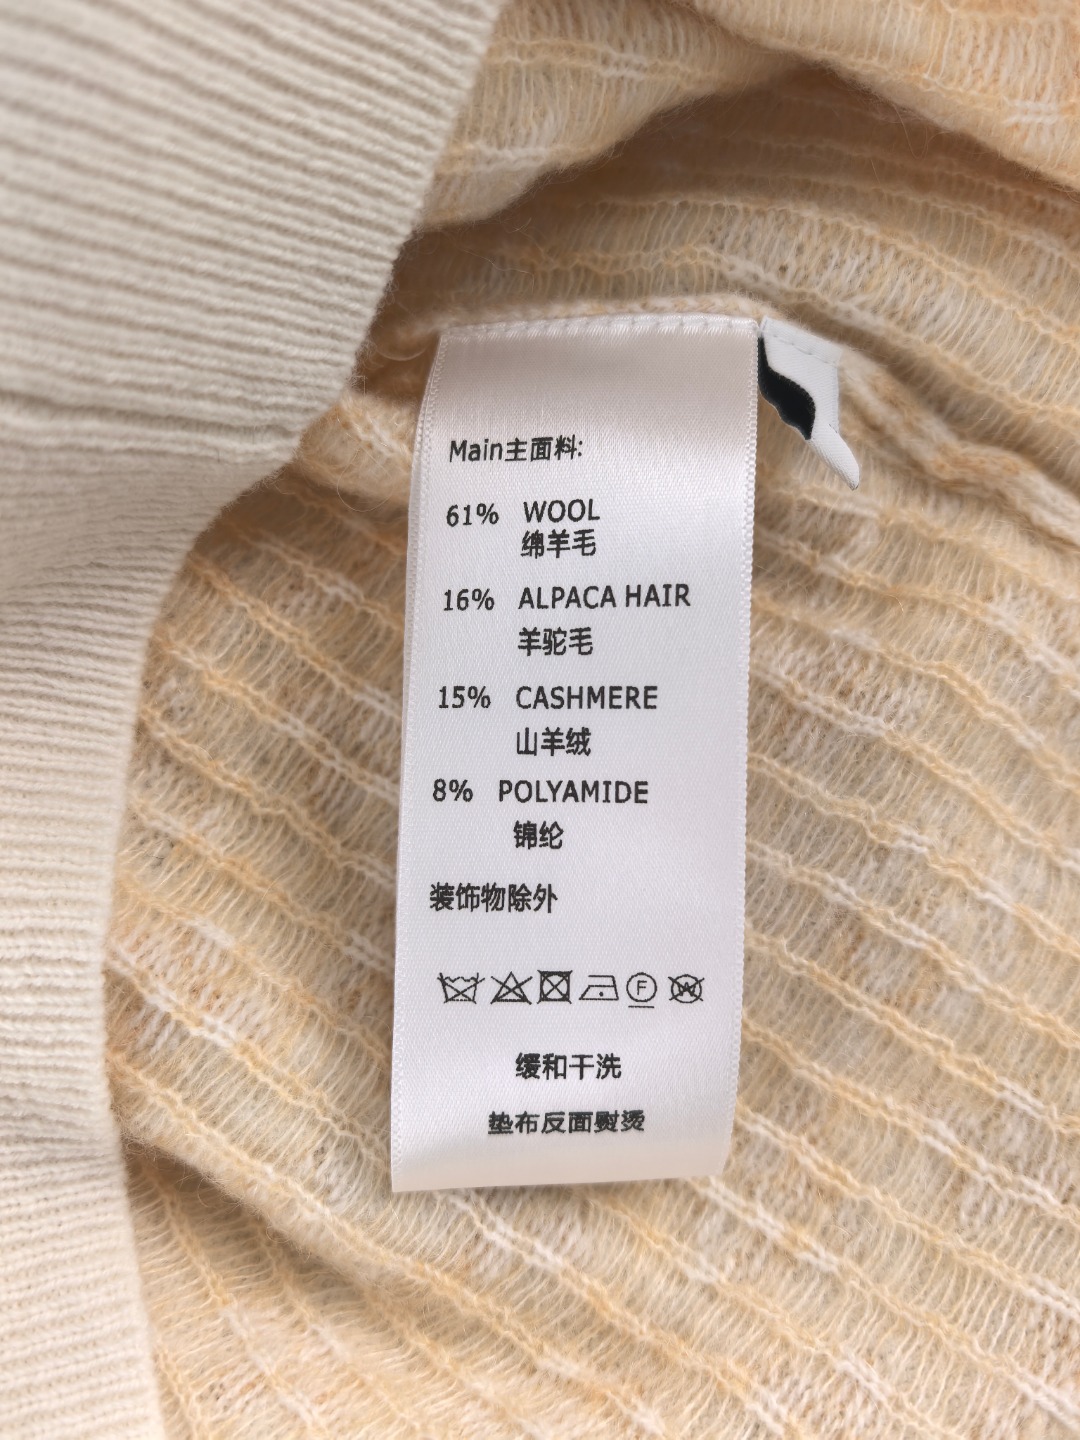 Main主面料:
61% WOOL
绵羊毛
16% ALPACA HAIR
羊驼毛
15% CASHMERE
山羊绒
8% POLYAMIDE
锦纶
装饰物除外
F W
缓和干洗
垫布反面熨烫